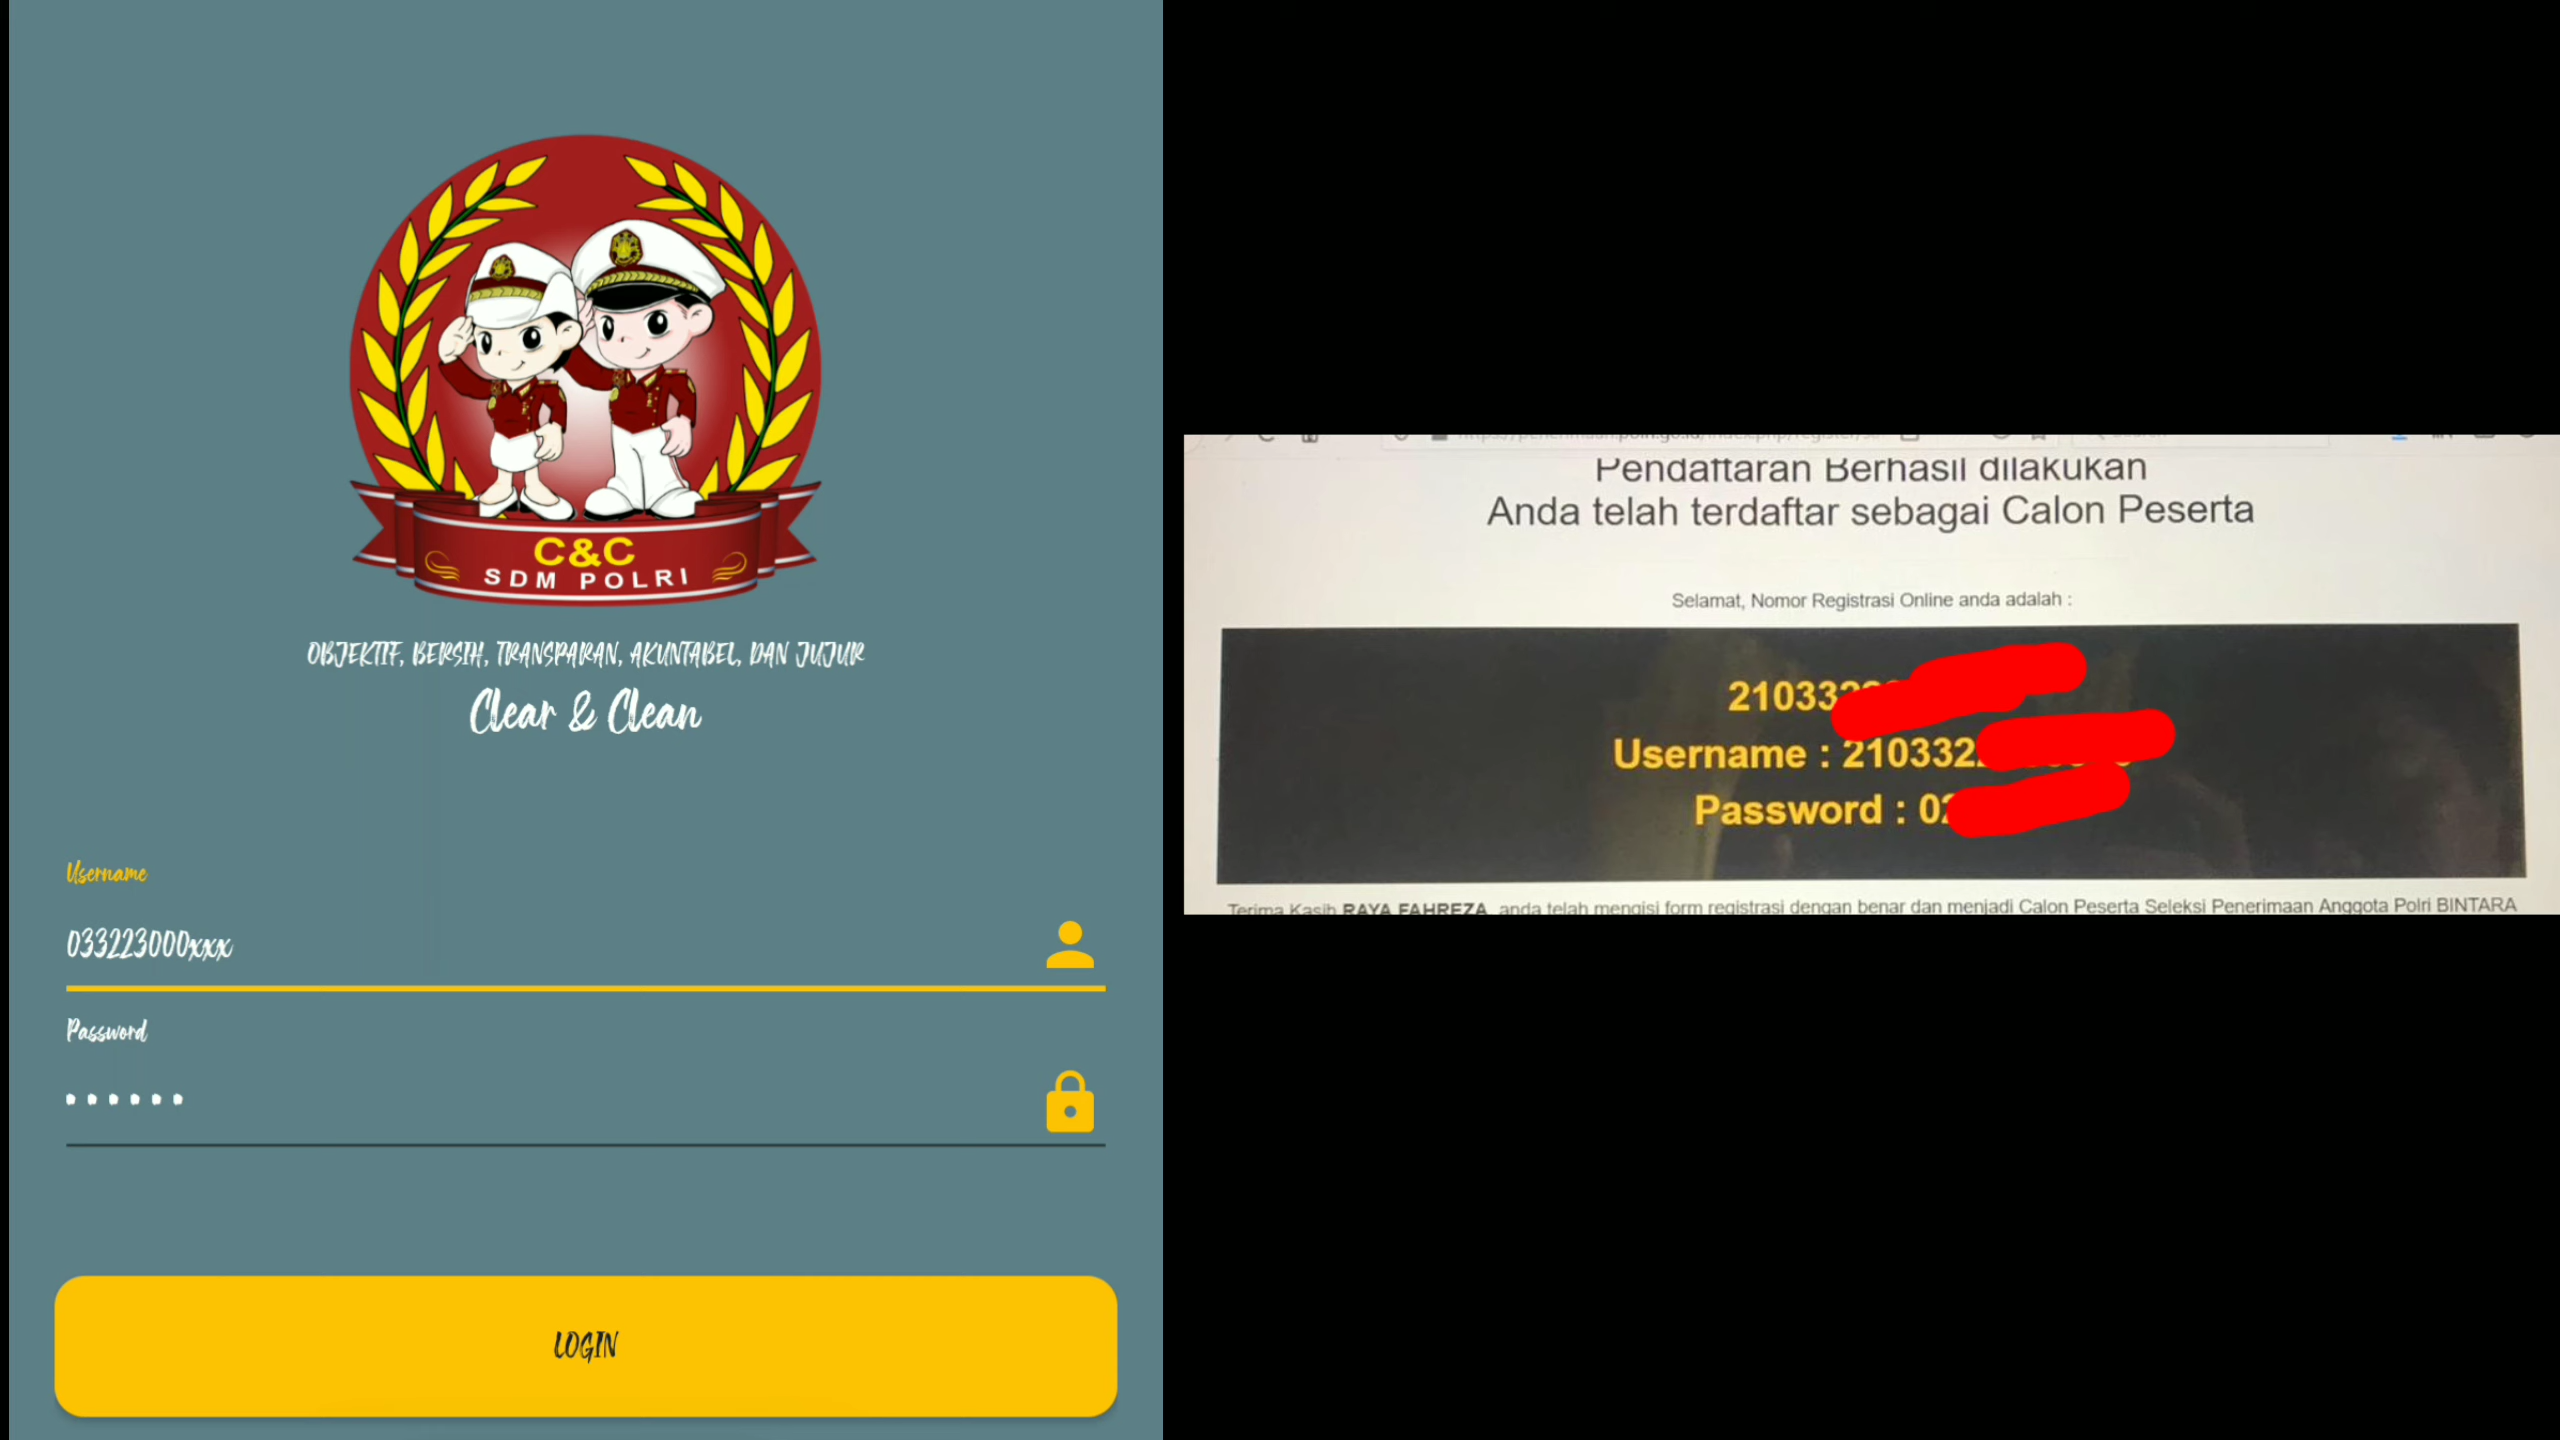 C&C
SDM POLRI
OBJEKTIF, BERSIH, TRANSPARAN, AKUNTABEL, DAN JUJUR
Clear & Clean
Username
033223000xxx
Password
LOGIN
Pendaftaran Berhasil dilakukan
Anda telah terdaftar sebagai Calon Peserta
Selamat, Nomor Registrasi Online anda adalah :
21033
Username : 210332
Password : 02
Terima Kasih RAYA FAHREZA, anda telah mengisi form registrasi dengan benar dan menjadi Calon Peserta Seleksi Penerimaan Anggota Polri BINTARA